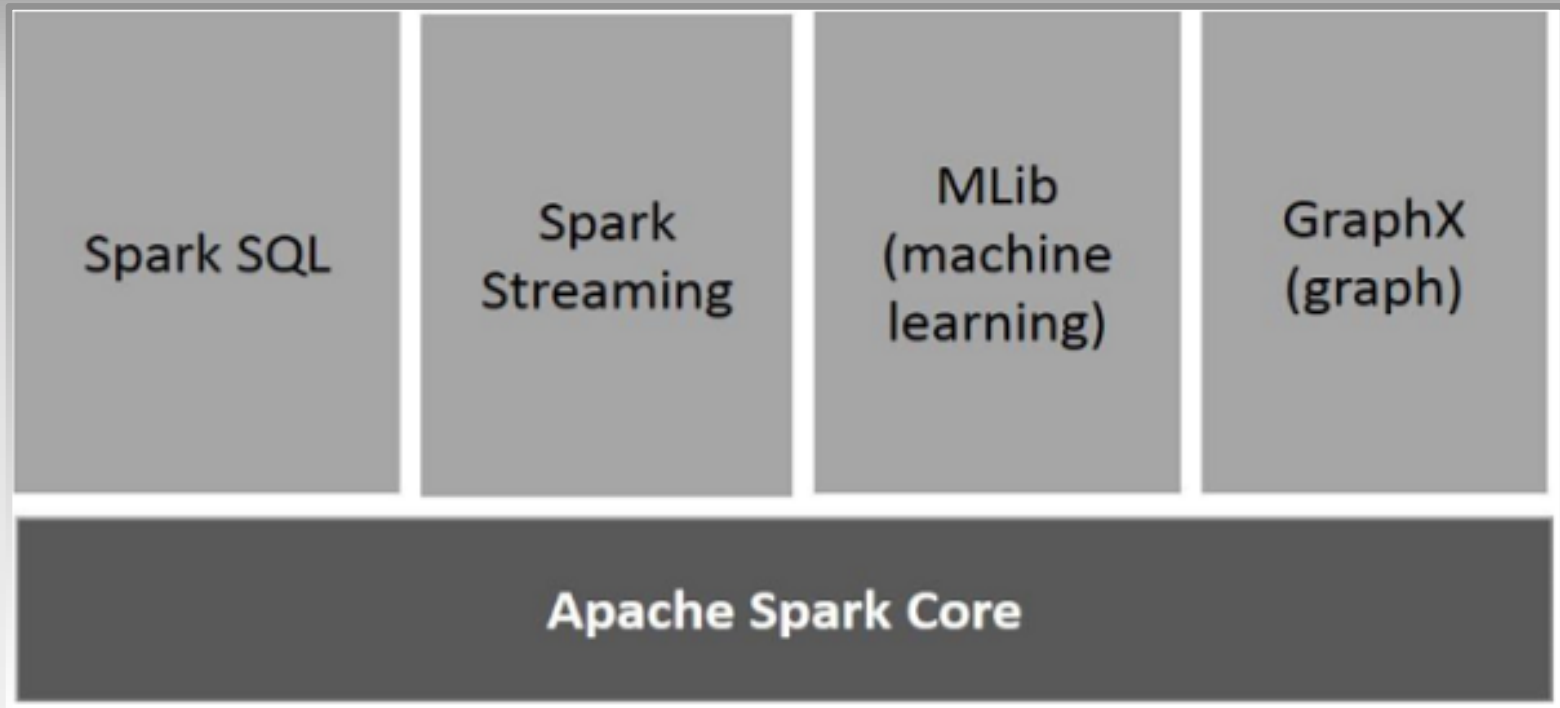 Spark SQL
Spark
Streaming
MLib
(machine
learning)
GraphX
(graph)
Apache Spark Core